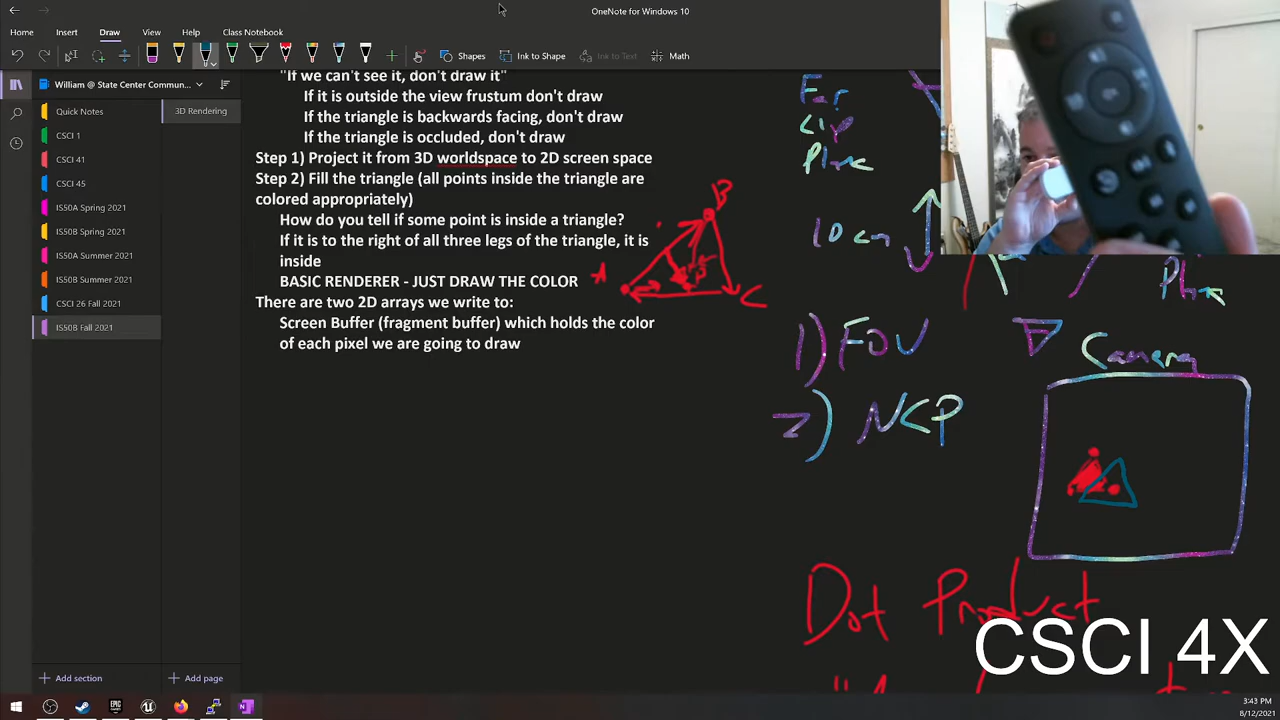 OneNote for Windows 10
Home Insert Draw View Help Class Notebook
Shapes Ink to Shape Ink to Text Math
William @ State Center Commun...
Quick Notes
CSCI 1
CSCI 41
CSCI 45
IS50A Spring 2021
IS50B Spring 2021
IS50A Summer 2021
IS50B Summer 2021
CSCI 26 Fall 2021
IS50B Fall 2021
3D Rendering
"If we can't see it, don't draw it"
If it is outside the view frustum don't draw
If the triangle is backwards facing, don't draw
If the triangle is occluded, don't draw
Step 1) Project it from 3D worldspace to 2D screen space
Step 2) Fill the triangle (all points inside the triangle are
colored appropriately)
How do you tell if some point is inside a triangle?
If it is to the right of all three legs of the triangle, it is
inside
BASIC RENDERER - JUST DRAW THE COLOR
There are two 2D arrays we write to:
Screen Buffer (fragment buffer) which holds the color
of each pixel we are going to draw
A
B
C
Far
Clip
Plane
10cm
Plane
1) FOV
Camera
2) NCP
Dot Product
CSCI 4X
Add section
Add page
3:43 PM
8/12/2021